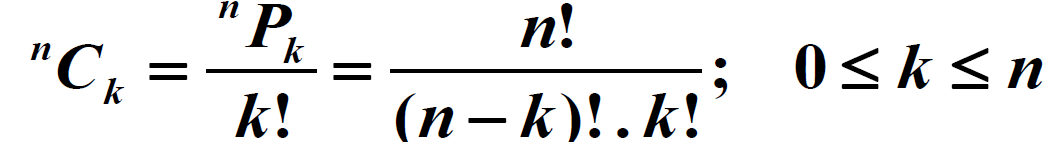 ⁿCₖ = ⁿPₖ / k! = n! / (n − k)! . k! ; 0 ≤ k ≤ n